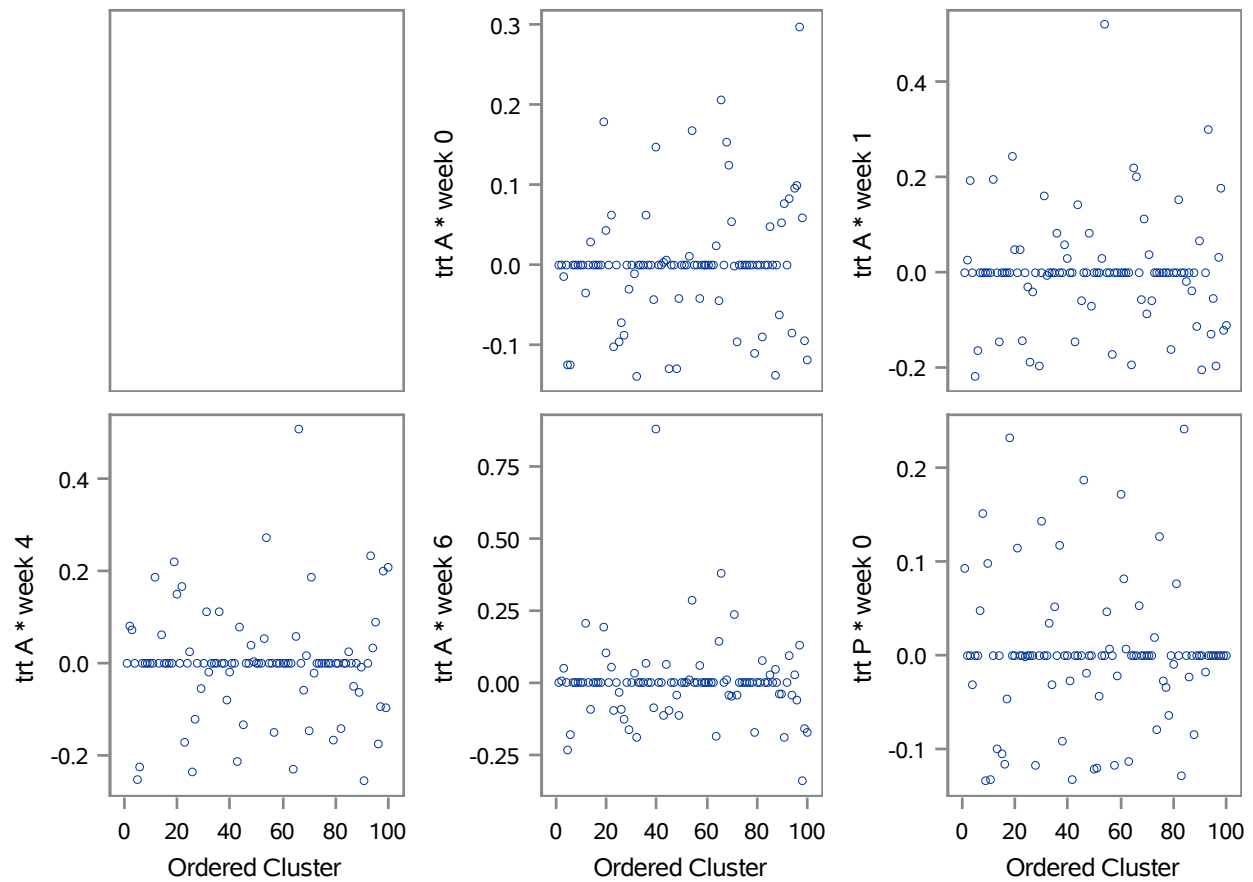 trt A * week 0
0.3
0.2
0.1
0.0
-0.1
trt A * week 1
0.4
0.2
0.0
-0.2
trt A * week 4
0.4
0.2
0.0
-0.2
0 20 40 60 80 100
Ordered Cluster
trt A * week 6
0.75
0.50
0.25
0.00
-0.25
0 20 40 60 80 100
Ordered Cluster
trt P * week 0
0.2
0.1
0.0
-0.1
0 20 40 60 80 100
Ordered Cluster